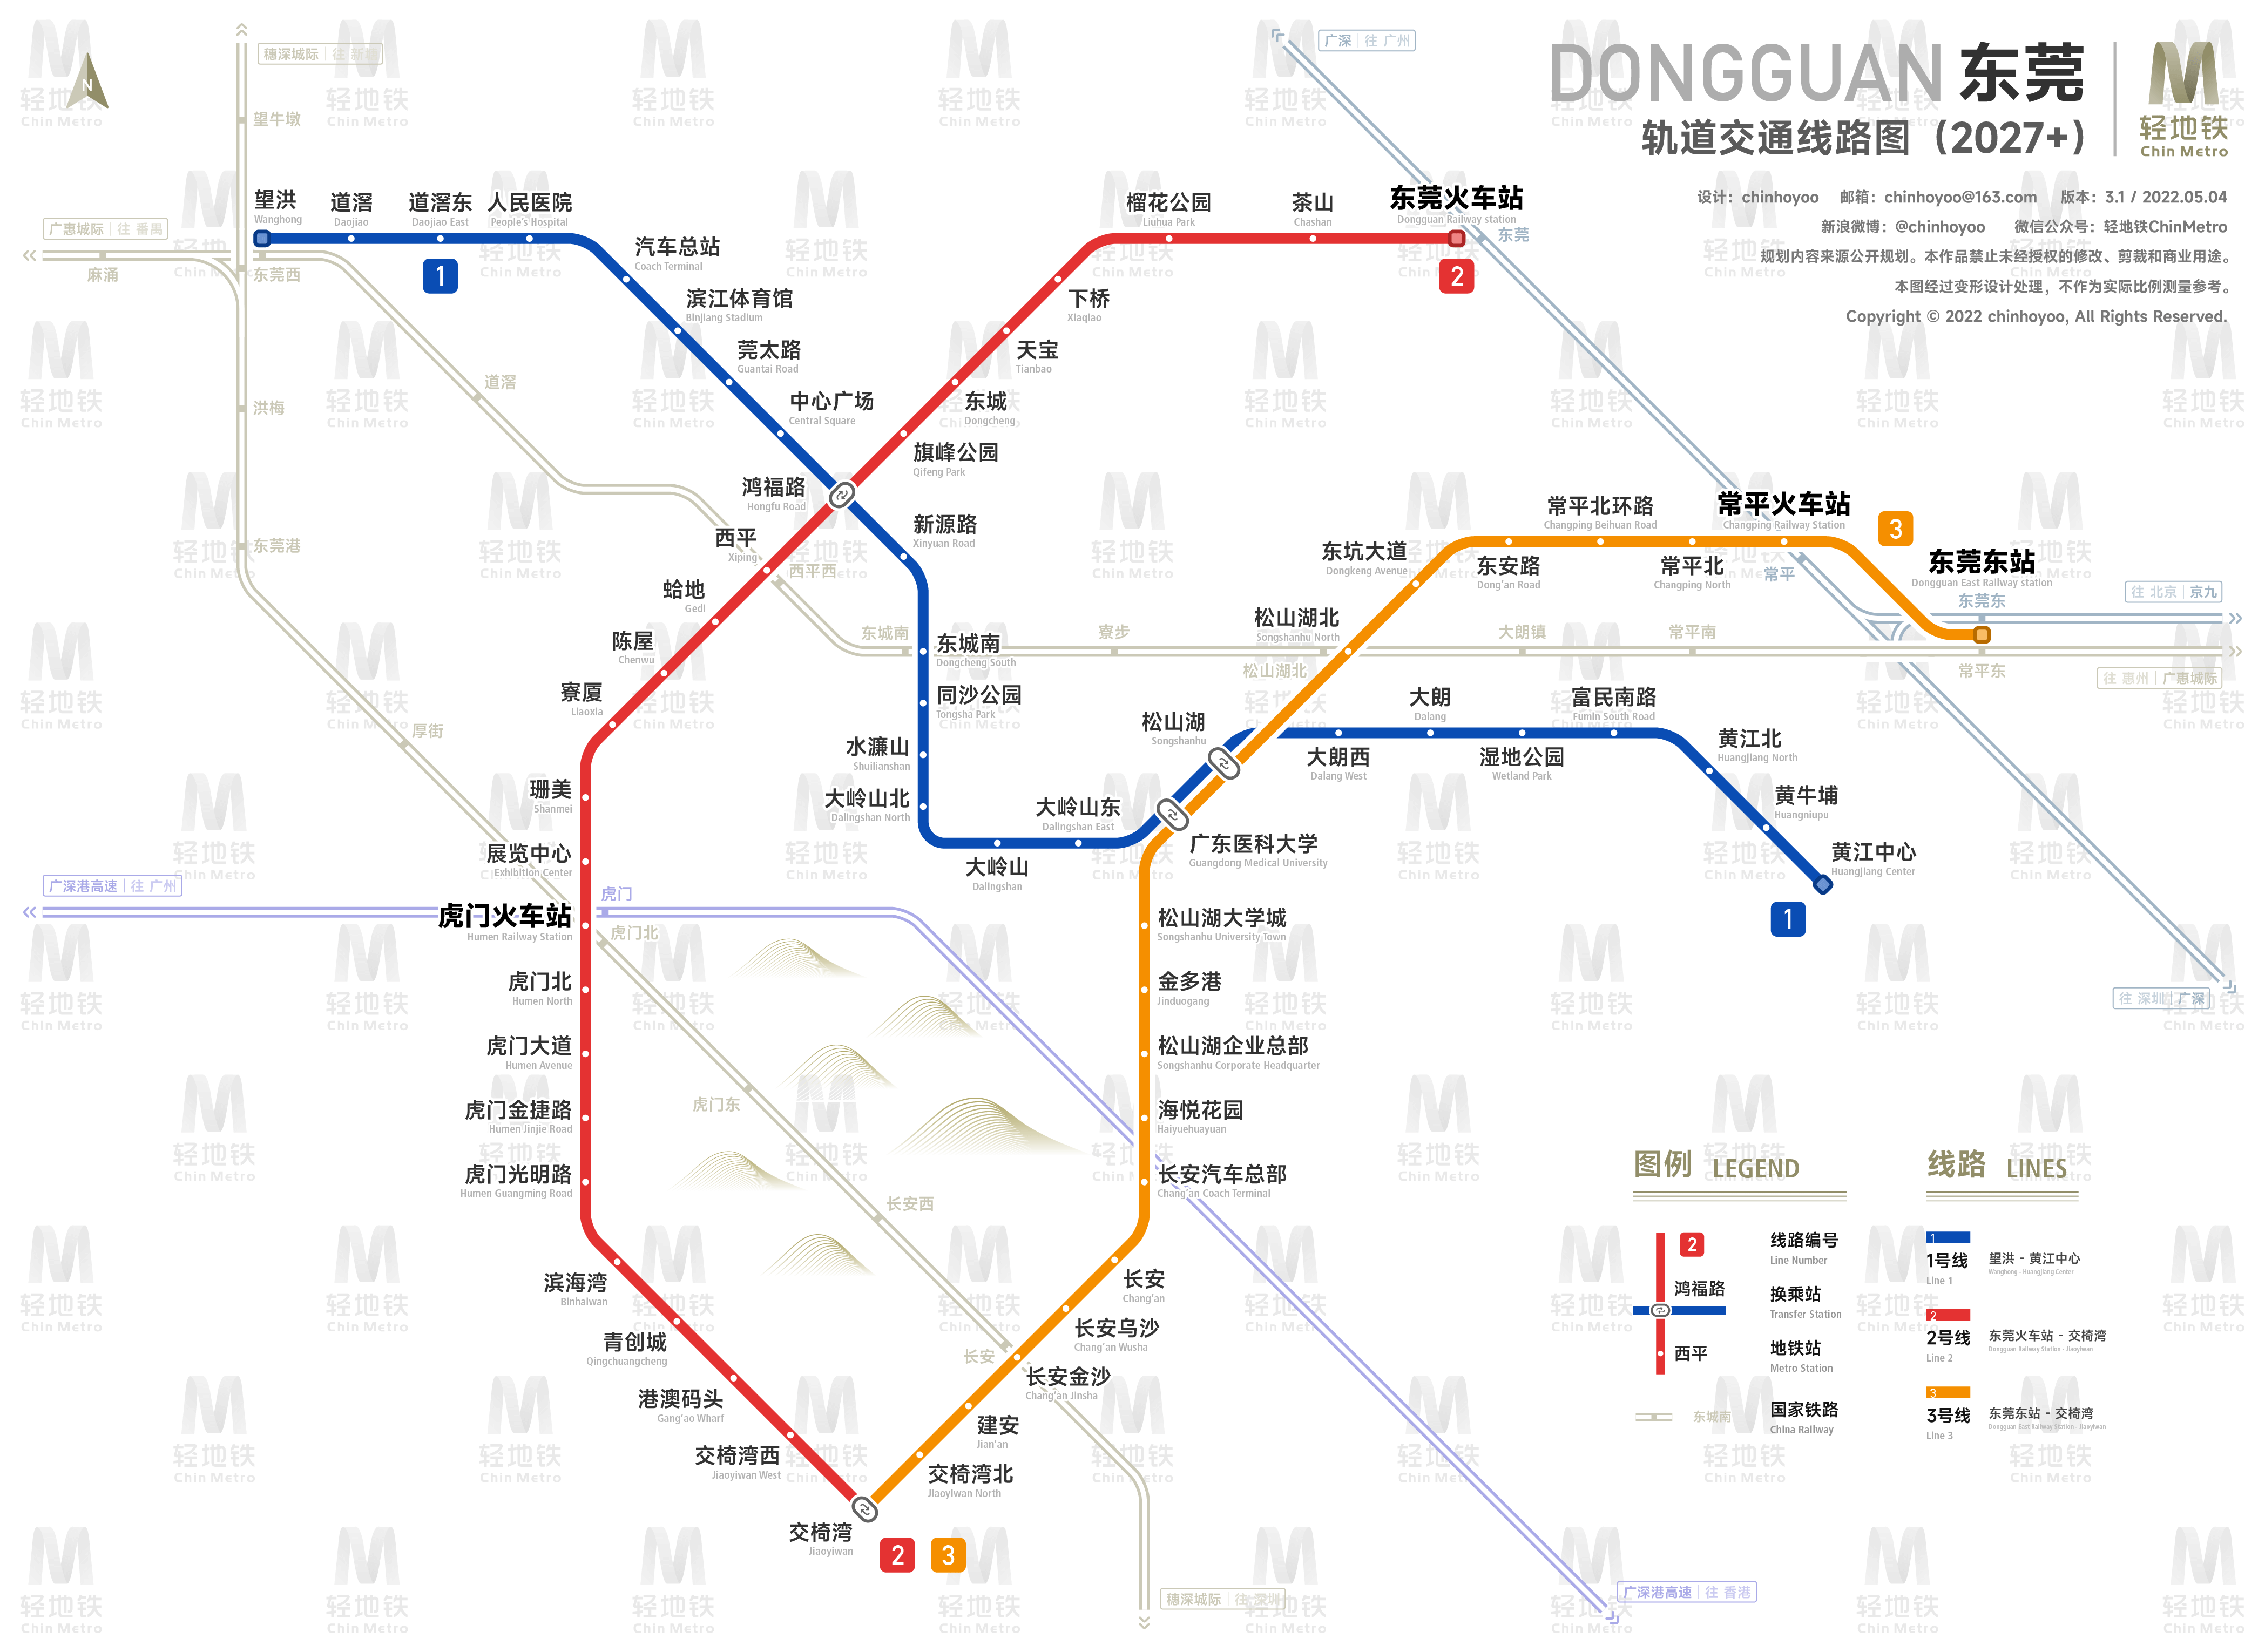 DONGGUAN 东莞
轨道交通线路图（2027+）
轻地铁
Chin Metro
设计：chinhoyoo 邮箱：chinhoyoo@163.com 版本：3.1 / 2022.05.04
新浪微博：@chinhoyoo 微信公众号：轻地铁ChinMetro
规划内容来源公开规划。本作品禁止未经授权的修改、剪裁和商业用途。
本图经过变形设计处理，不作为实际比例测量参考。
Copyright © 2022 chinhoyoo, All Rights Reserved.
N
穗深城际 | 往 新塘
望牛墩
广深 | 往 广州
广惠城际 | 往 番禺
麻涌
东莞西
洪梅
东莞港
道滘
厚街
望洪
Wanghong
道滘
Daojiao
道滘东
Daojiao East
人民医院
People's Hospital
1
汽车总站
Coach Terminal
滨江体育馆
Binjiang Stadium
莞太路
Guantai Road
中心广场
Central Square
鸿福路
Hongfu Road
新源路
Xinyuan Road
东城南
Dongcheng South
同沙公园
Tongsha Park
水濂山
Shuilianshan
大岭山北
Dalingshan North
大岭山
Dalingshan
大岭山东
Dalingshan East
广东医科大学
Guangdong Medical University
松山湖
Songshanhu
大朗西
Dalang West
大朗
Dalang
湿地公园
Wetland Park
富民南路
Fumin South Road
黄江北
Huangjiang North
黄牛埔
Huangniupu
黄江中心
Huangjiang Center
1
东莞火车站
Dongguan Railway station
东莞
2
茶山
Chashan
榴花公园
Liuhua Park
下桥
Xiaqiao
天宝
Tianbao
东城
Dongcheng
旗峰公园
Qifeng Park
西平
Xiping
西平西
蛤地
Gedi
陈屋
Chenwu
寮厦
Liaoxia
珊美
Shanmei
展览中心
Exhibition Center
虎门火车站
Humen Railway Station
虎门
虎门北
广深港高速 | 往 广州
虎门北
Humen North
虎门大道
Humen Avenue
虎门金捷路
Humen Jinjie Road
虎门光明路
Humen Guangming Road
滨海湾
Binhaiwan
青创城
Qingchuangcheng
港澳码头
Gang'ao Wharf
交椅湾西
Jiaoyiwan West
交椅湾
Jiaoyiwan
2 3
东莞东站
Dongguan East Railway station
东莞东
3
常平火车站
Changping Railway Station
常平
常平北
Changping North
常平北环路
Changping Beihuan Road
东安路
Dong'an Road
东坑大道
Dongkeng Avenue
松山湖北
Songshanhu North
松山湖大学城
Songshanhu University Town
金多港
Jinduogang
松山湖企业总部
Songshanhu Corporate Headquarter
海悦花园
Haiyuehuayuan
长安汽车总部
Chang'an Coach Terminal
长安
Chang'an
长安乌沙
Chang'an Wusha
长安金沙
Chang'an Jinsha
建安
Jian'an
交椅湾北
Jiaoyiwan North
东城南
寮步
松山湖北
大朗镇
常平南
常平东
往 北京 | 京九
往 惠州 | 广惠城际
往 深圳 | 广深
虎门东
长安西
长安
穗深城际 | 往 深圳
广深港高速 | 往 香港
图例 LEGEND
2
线路编号
Line Number
鸿福路
换乘站
Transfer Station
西平
地铁站
Metro Station
东城南
国家铁路
China Railway
线路 LINES
1
1号线
Line 1
望洪 - 黄江中心
Wanghong - Huangjiang Center
2
2号线
Line 2
东莞火车站 - 交椅湾
Dongguan Railway Station - Jiaoyiwan
3
3号线
Line 3
东莞东站 - 交椅湾
Dongguan East Railway Station - Jiaoyiwan